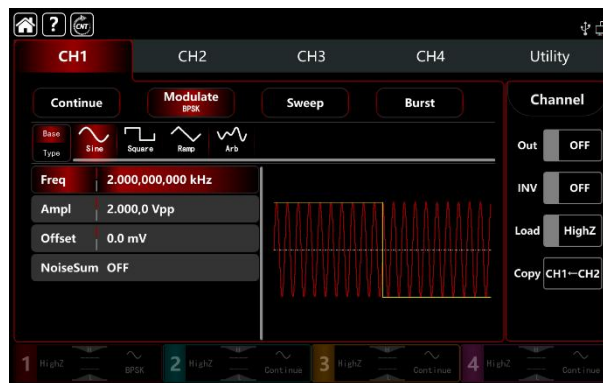 ? CNT
CH1 CH2 CH3 CH4 Utility
Continue Modulate Sweep Burst Channel
BPSK
Base
Type Sine Square Ramp Arb
Out OFF
Freq 2.000,000,000 kHz
INV OFF
Ampl 2.000,0 Vpp
Offset 0.0 mV
Load HighZ
NoiseSum OFF
Copy CH1←CH2
1 HighZ BPSK 2 HighZ Continue 3 HighZ Continue 4 HighZ Continue